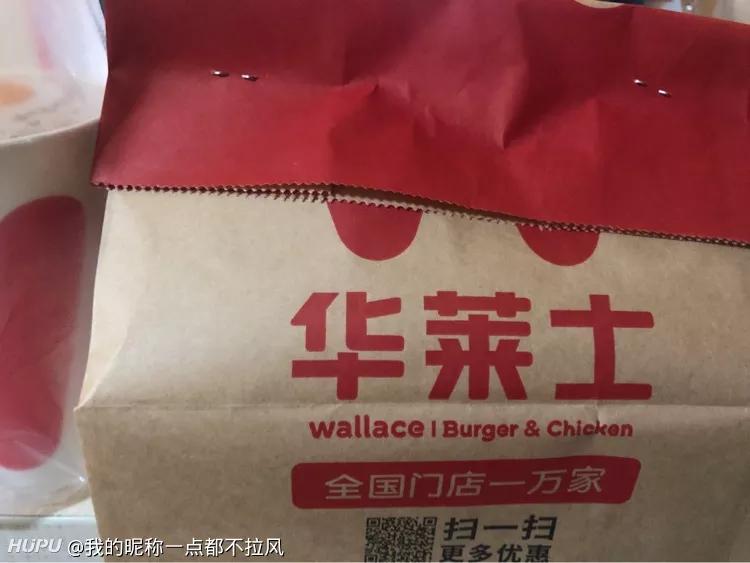 华莱士
wallace | Burger & Chicken
全国门店一万家
扫一扫
更多优惠
HUPU @我的昵称一点都不拉风